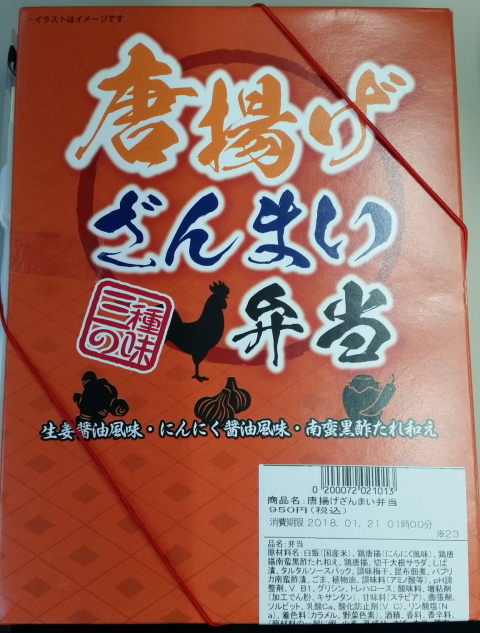 ・イラストはイメージです
唐揚げ
ざんまい
三種の味
弁当
生姜醤油風味・にんにく醤油風味・南蛮黒酢たれ和え
0 200072 021013
商品名：唐揚げざんまい弁当
950円（税込）
消費期限 2018. 01. 21 01時00分
※23
品名：弁当
原材料名：白飯（国産米）、鶏唐揚（にんにく風味）、鶏唐
揚南蛮黒酢たれ和え、鶏唐揚、切干大根サラダ、しば
漬、タルタルソースパック、調味梅干、昆布佃煮、パプリ
カ南蛮酢漬、ごま、植物油、調味料（アミノ酸等）、pH調
整剤、V. B1、グリシン、トレハロース、酸味料、増粘剤
（加工でん粉、キサンタン）、甘味料（ステビア）、膨張剤、
ソルビット、乳酸Ca、酸化防止剤（V. C）、リン酸塩（N
a）、着色料（カラメル、野菜色素）、酒精、香料、香辛料、